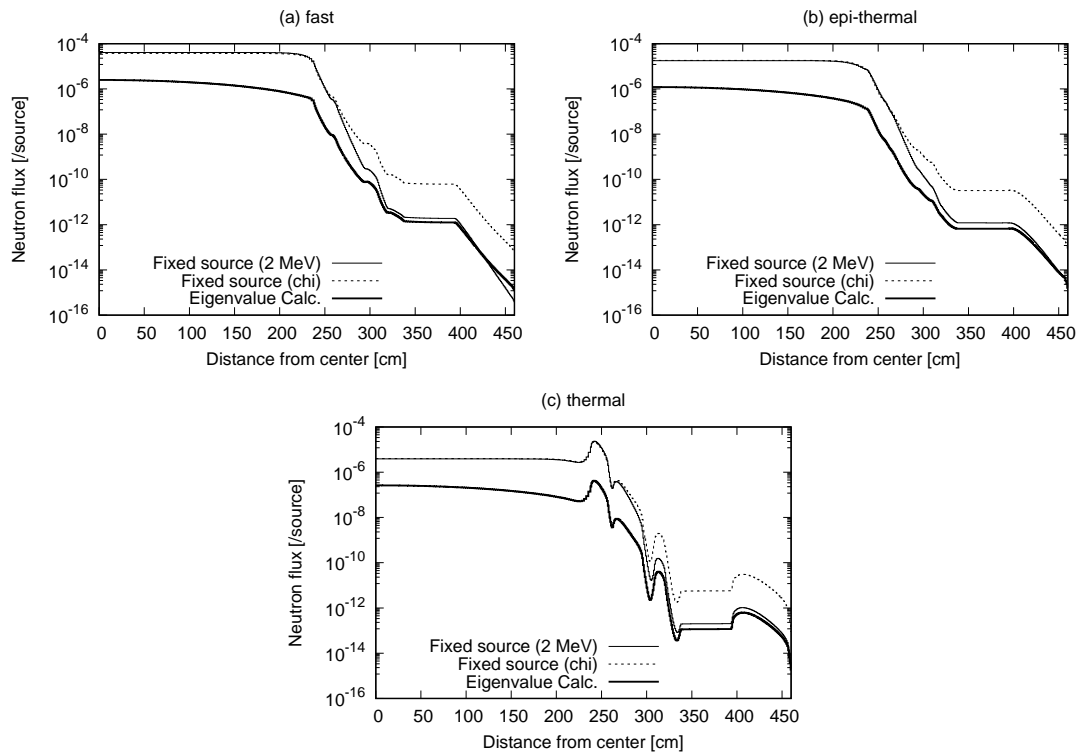 (a) fast
Neutron flux [/source]
10^-4
10^-6
10^-8
10^-10
10^-12
10^-14
10^-16
Fixed source (2 MeV)
Fixed source (chi)
Eigenvalue Calc.
0 50 100 150 200 250 300 350 400 450
Distance from center [cm]
(b) epi-thermal
Neutron flux [/source]
10^-4
10^-6
10^-8
10^-10
10^-12
10^-14
10^-16
Fixed source (2 MeV)
Fixed source (chi)
Eigenvalue Calc.
0 50 100 150 200 250 300 350 400 450
Distance from center [cm]
(c) thermal
Neutron flux [/source]
10^-4
10^-6
10^-8
10^-10
10^-12
10^-14
10^-16
Fixed source (2 MeV)
Fixed source (chi)
Eigenvalue Calc.
0 50 100 150 200 250 300 350 400 450
Distance from center [cm]